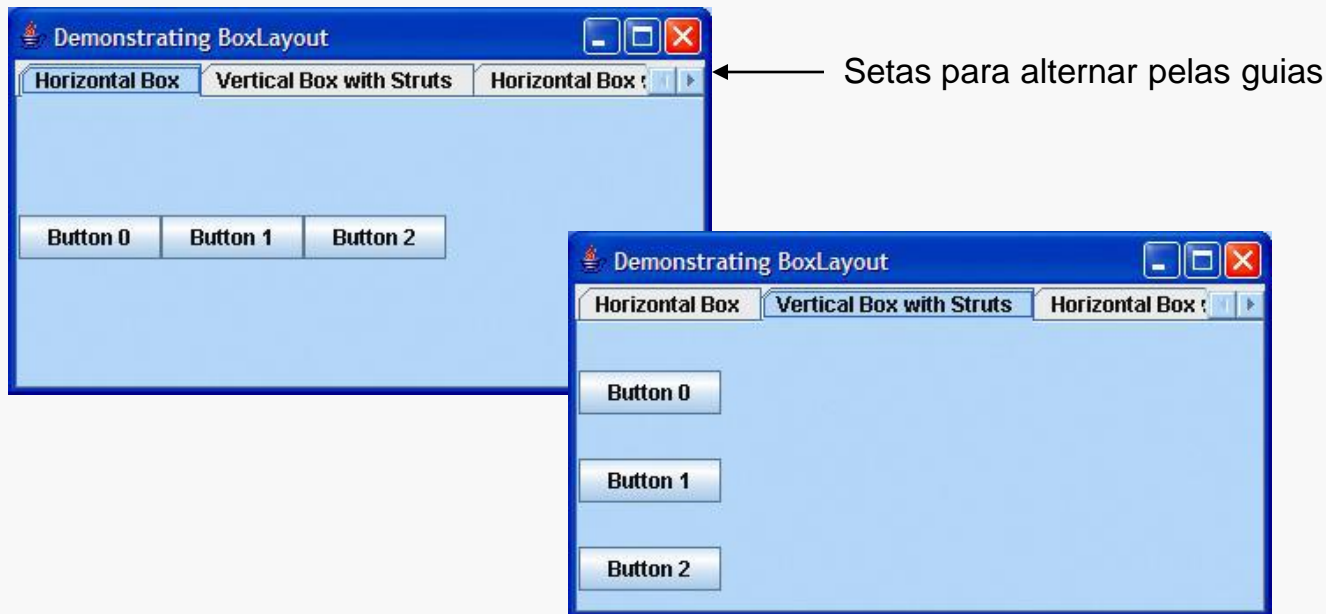 Demonstrating BoxLayout
Horizontal Box
Vertical Box with Struts
Horizontal Box
Setas para alternar pelas guias
Button 0
Button 1
Button 2
Demonstrating BoxLayout
Horizontal Box
Vertical Box with Struts
Horizontal Box
Button 0
Button 1
Button 2